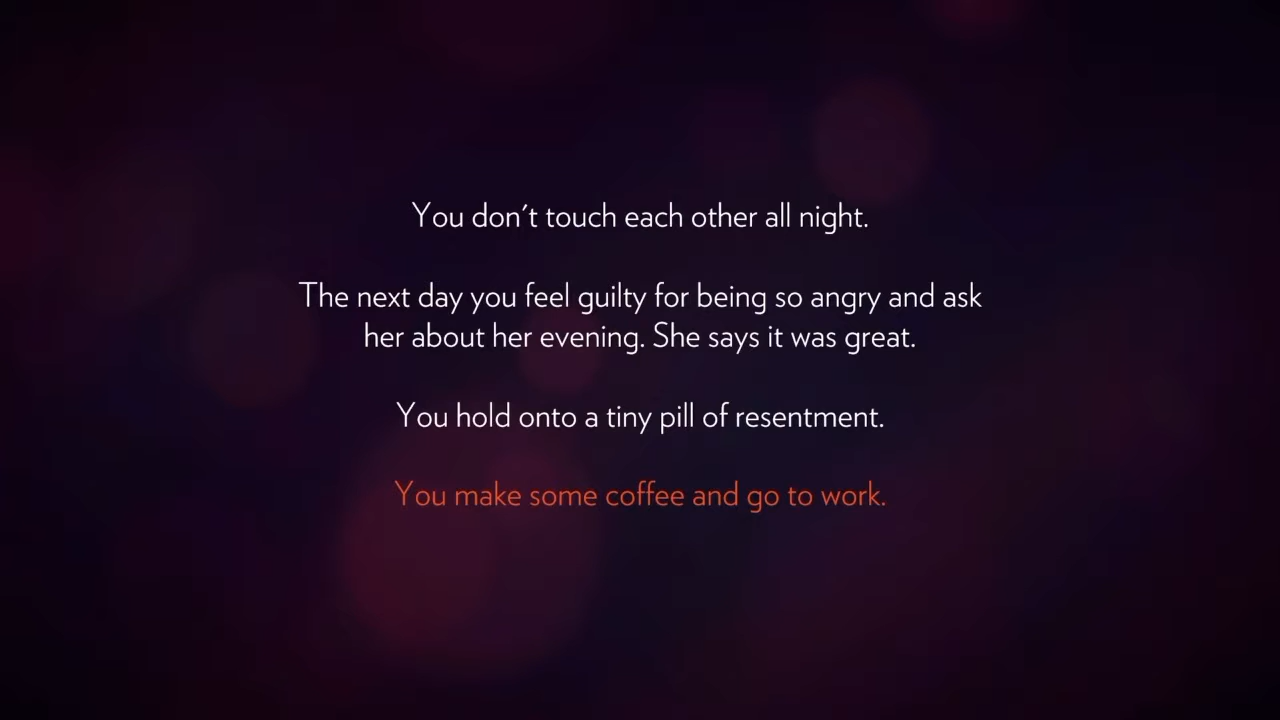 You don't touch each other all night.
The next day you feel guilty for being so angry and ask
her about her evening. She says it was great.
You hold onto a tiny pill of resentment.
You make some coffee and go to work.